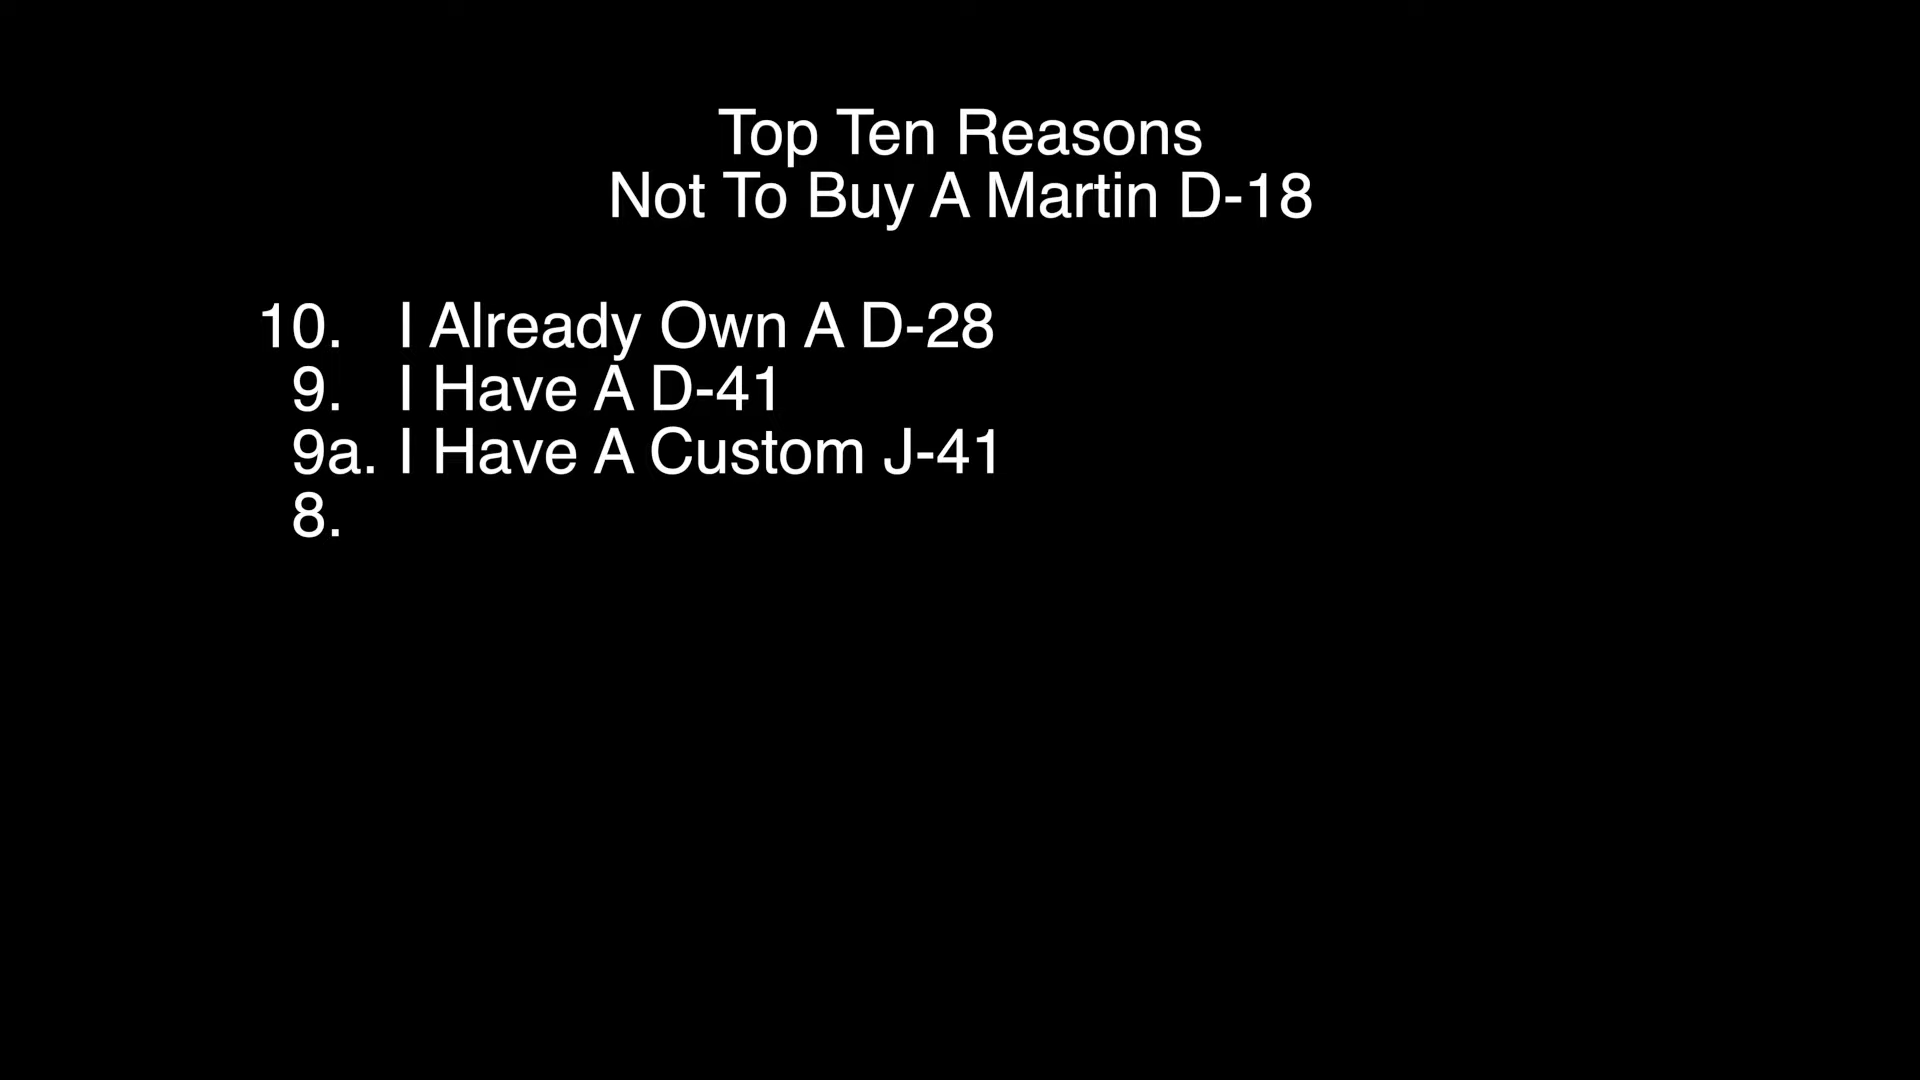 Top Ten Reasons
Not To Buy A Martin D-18
10. I Already Own A D-28
9. I Have A D-41
9a. I Have A Custom J-41
8.